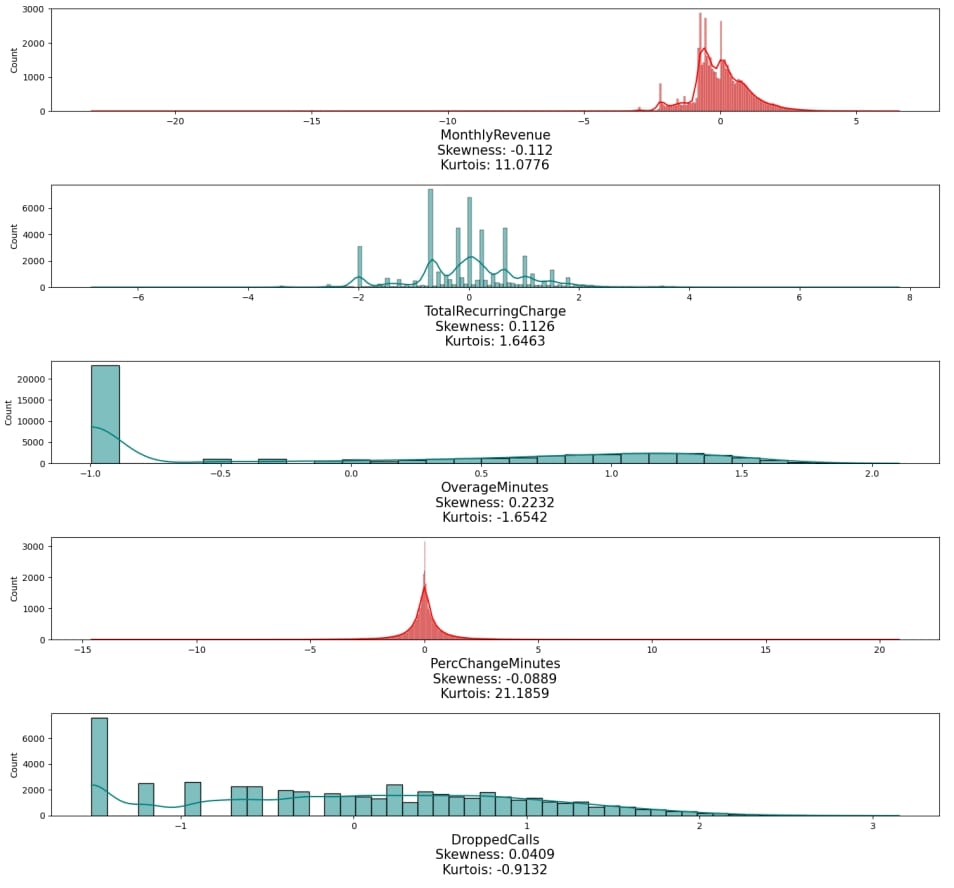 3000
2000
1000
0
Count
−20
−15
−10
−5
0
5
MonthlyRevenue
Skewness: -0.112
Kurtois: 11.0776
6000
4000
2000
0
Count
−6
−4
−2
0
2
4
6
8
TotalRecurringCharge
Skewness: 0.1126
Kurtois: 1.6463
20000
15000
10000
5000
0
Count
−1.0
−0.5
0.0
0.5
1.0
1.5
2.0
OverageMinutes
Skewness: 0.2232
Kurtois: -1.6542
3000
2000
1000
0
Count
−15
−10
−5
0
5
10
15
20
PercChangeMinutes
Skewness: -0.0889
Kurtois: 21.1859
6000
4000
2000
0
Count
−1
0
1
2
3
DroppedCalls
Skewness: 0.0409
Kurtois: -0.9132